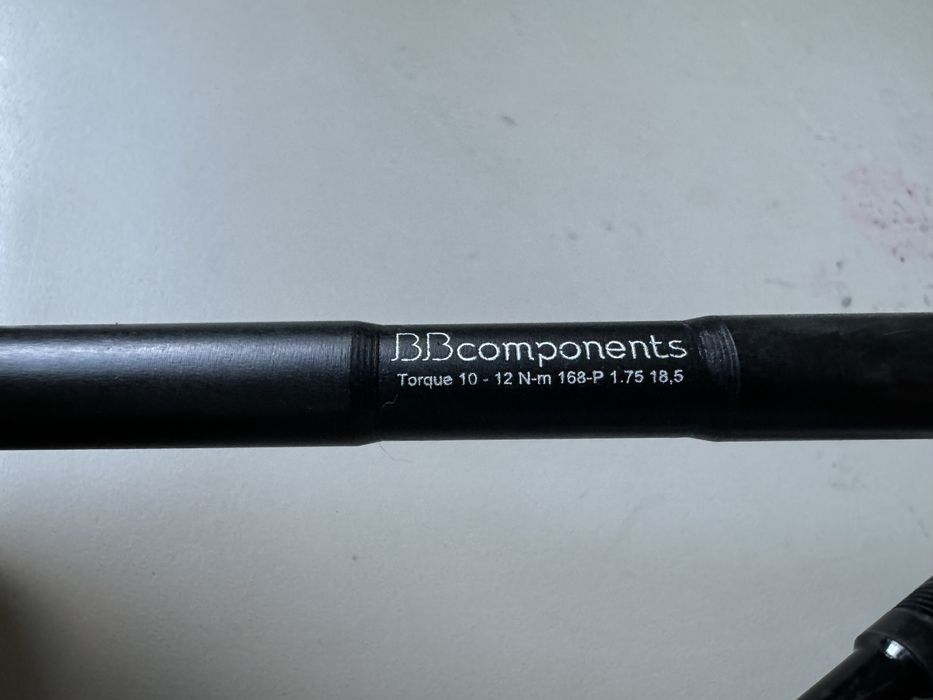 BBcomponents
Torque 10 - 12 N-m 168-P 1.75 18,5